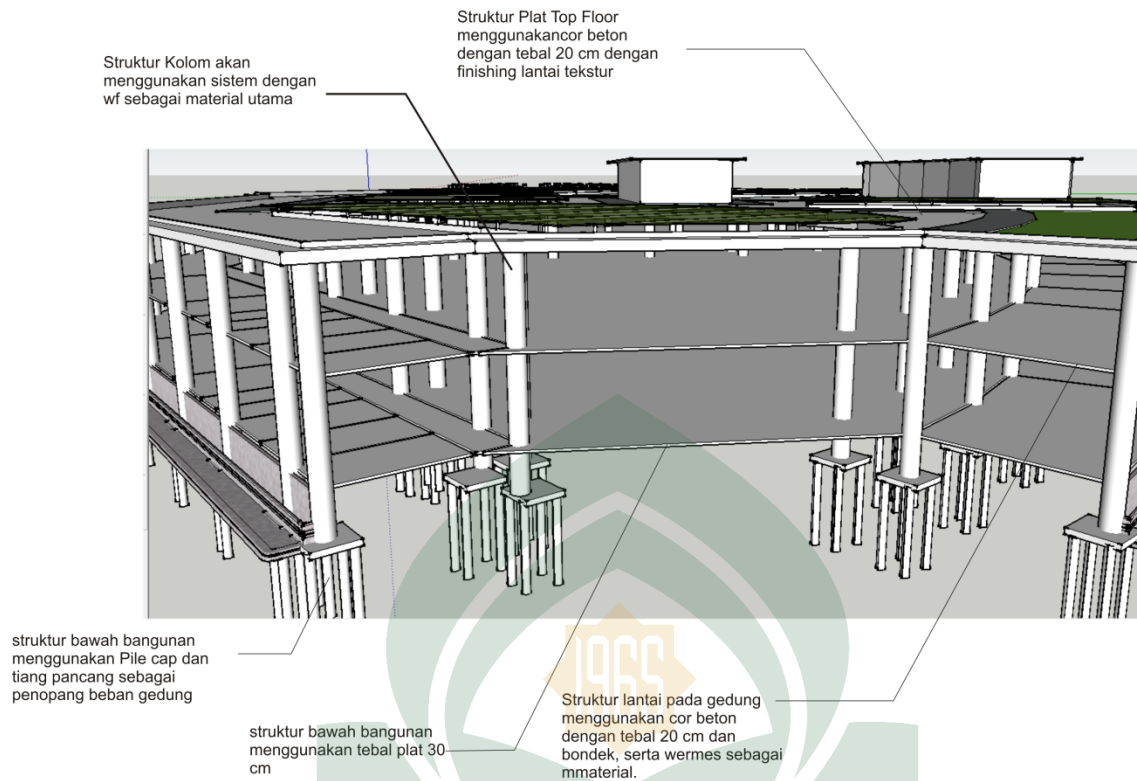 Struktur Plat Top Floor
menggunakancor beton
dengan tebal 20 cm dengan
finishing lantai tekstur
Struktur Kolom akan
menggunakan sistem dengan
wf sebagai material utama
struktur bawah bangunan
menggunakan Pile cap dan
tiang pancang sebagai
penopang beban gedung
struktur bawah bangunan
menggunakan tebal plat 30
cm
Struktur lantai pada gedung
menggunakan cor beton
dengan tebal 20 cm dan
bondek, serta wermes sebagai
mmaterial.
1965